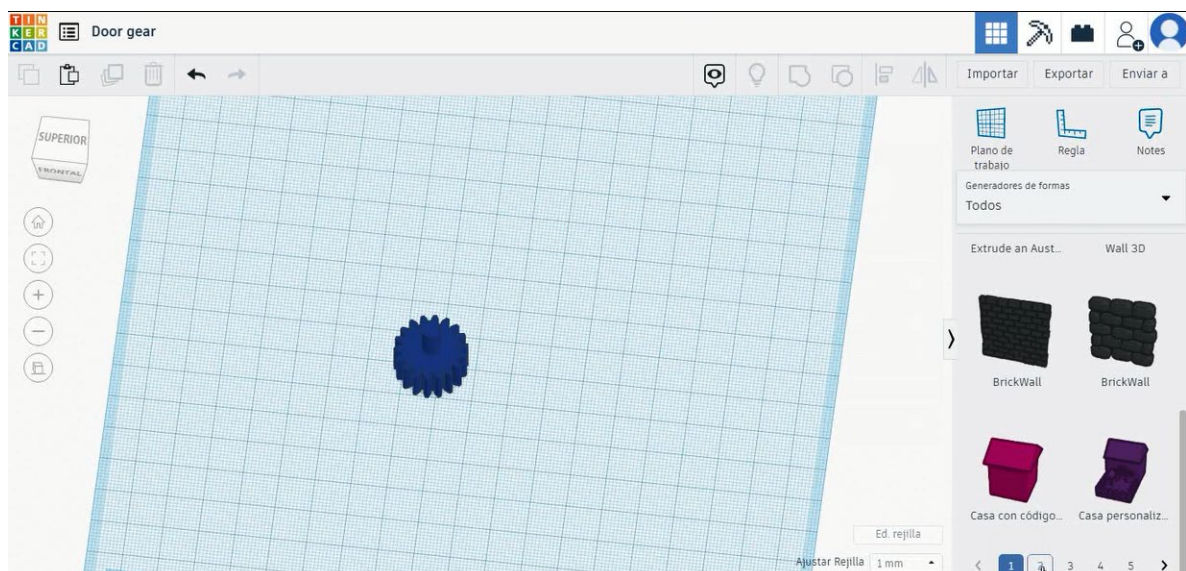 TIN
KER
CAD
Door gear
Importar
Exportar
Enviar a
SUPERIOR
FRONTAL
Plano de
trabajo
Regla
Notes
Generadores de formas
Todos
Extrude an Aust...
Wall 3D
BrickWall
BrickWall
Casa con código...
Casa personaliz...
Ed. rejilla
Ajustar Rejilla
1 mm
1
2
3
4
5